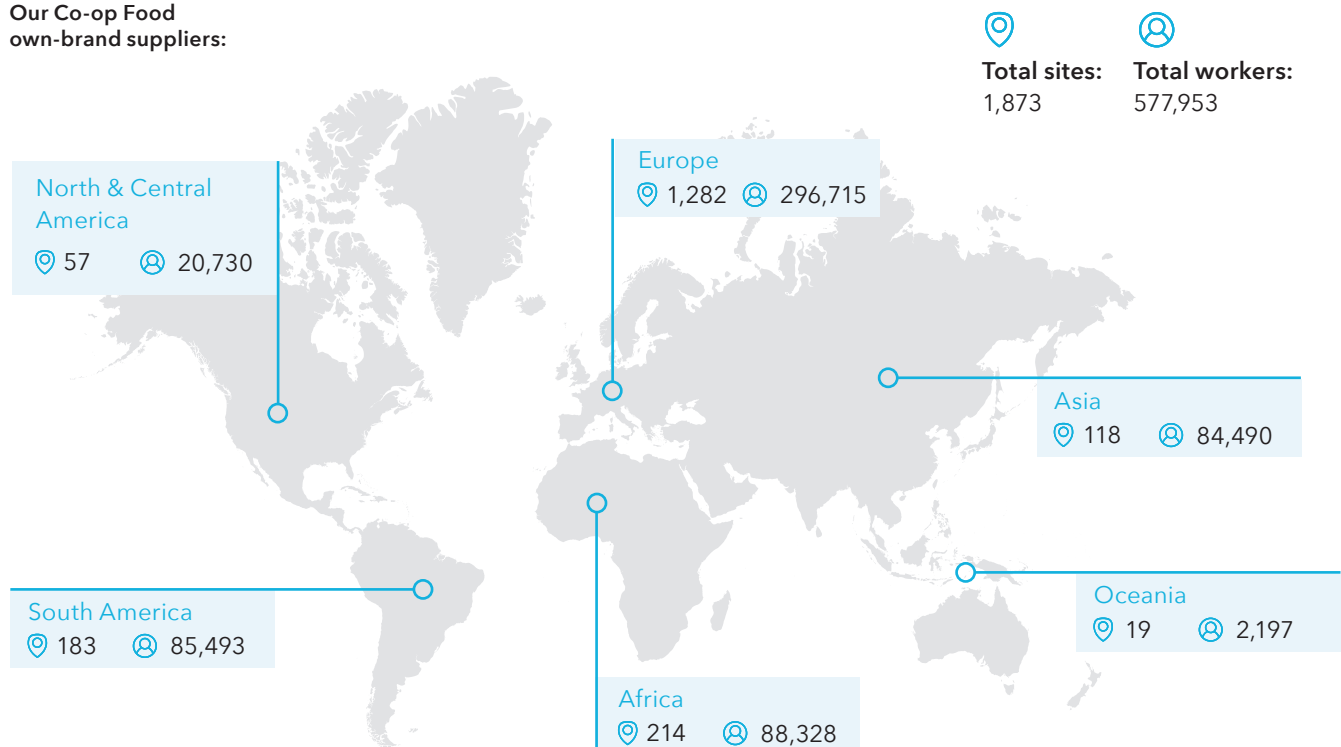 Our Co-op Food
own-brand suppliers:
Total sites:
1,873
Total workers:
577,953
North & Central
America
57 20,730
Europe
1,282 296,715
Asia
118 84,490
South America
183 85,493
Oceania
19 2,197
Africa
214 88,328